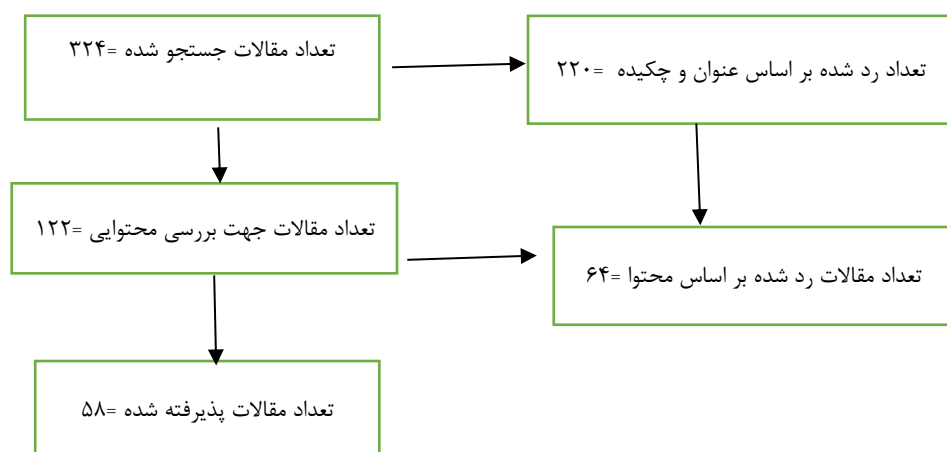 تعداد مقالات جستجو شده =۳۲۴
تعداد رد شده بر اساس عنوان و چکیده =۲۲۰
تعداد مقالات جهت بررسی محتوایی =۱۲۲
تعداد مقالات رد شده بر اساس محتوا =۶۴
تعداد مقالات پذیرفته شده =۵۸